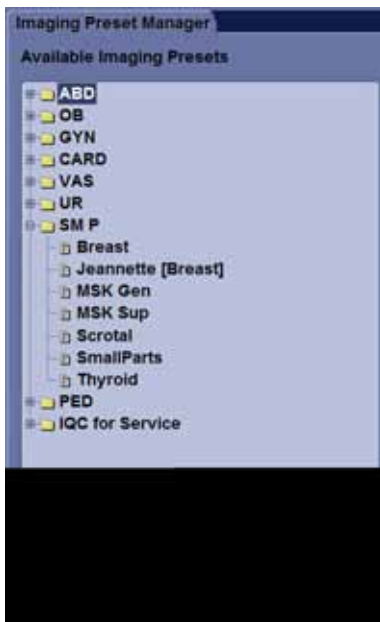 Imaging Preset Manager
Available Imaging Presets
ABD
OB
GYN
CARD
VAS
UR
SM P
Breast
Jeannette [Breast]
MSK Gen
MSK Sup
Scrotal
SmallParts
Thyroid
PED
IQC for Service